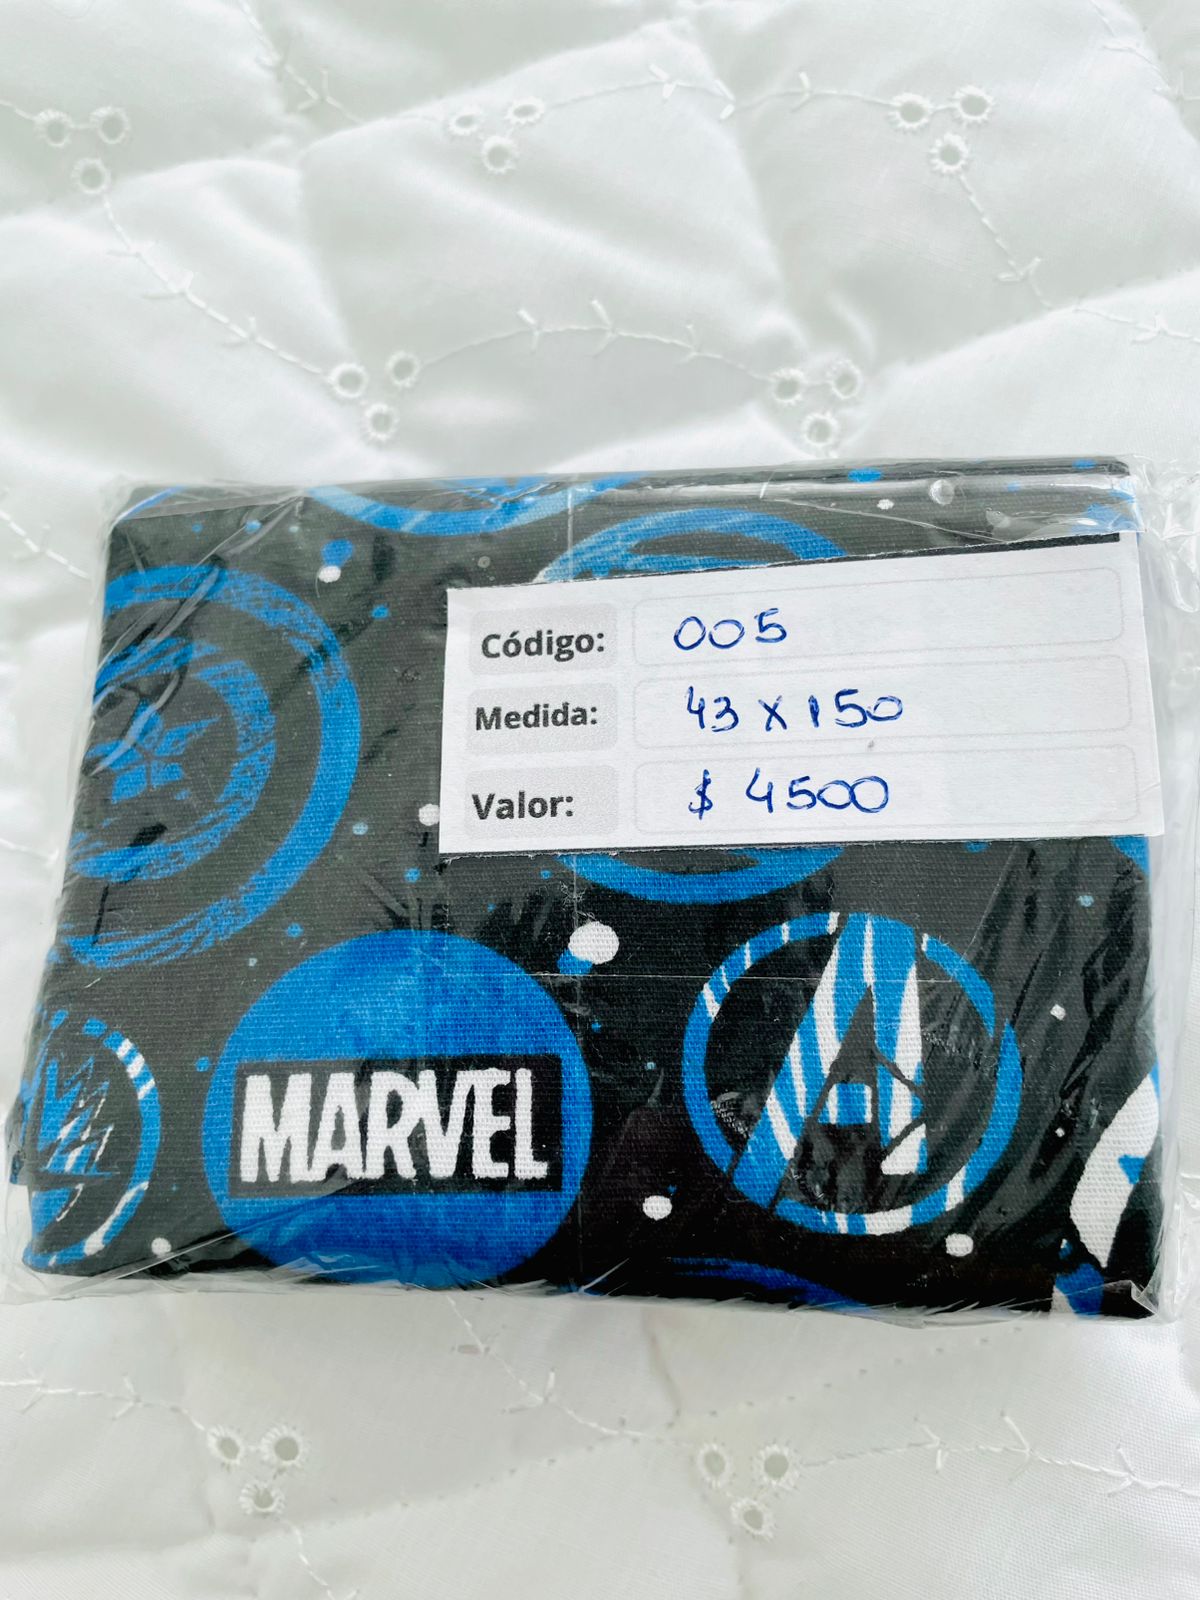 Código: 005
Medida: 43 x 150
Valor: $ 4500
MARVEL